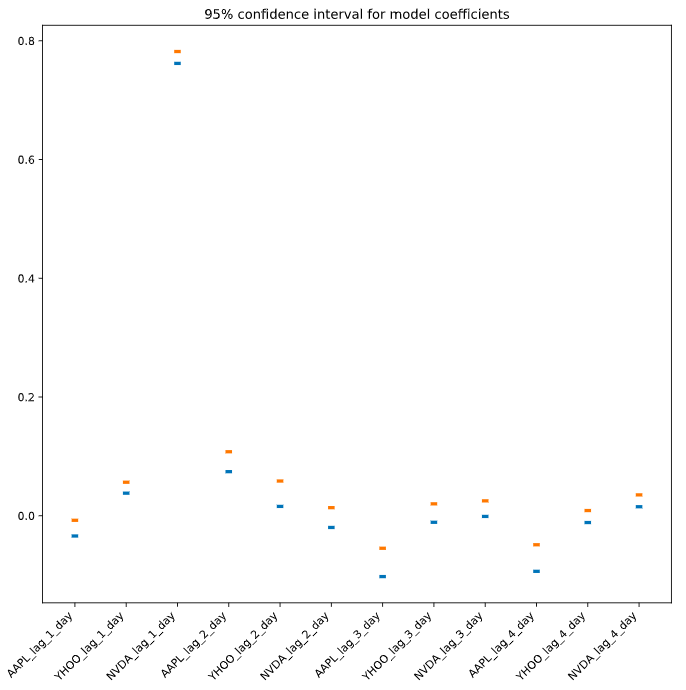 95% confidence interval for model coefficients
0.8
0.6
0.4
0.2
0.0
AAPL_lag_1_day
YHOO_lag_1_day
NVDA_lag_1_day
AAPL_lag_2_day
YHOO_lag_2_day
NVDA_lag_2_day
AAPL_lag_3_day
YHOO_lag_3_day
NVDA_lag_3_day
AAPL_lag_4_day
YHOO_lag_4_day
NVDA_lag_4_day